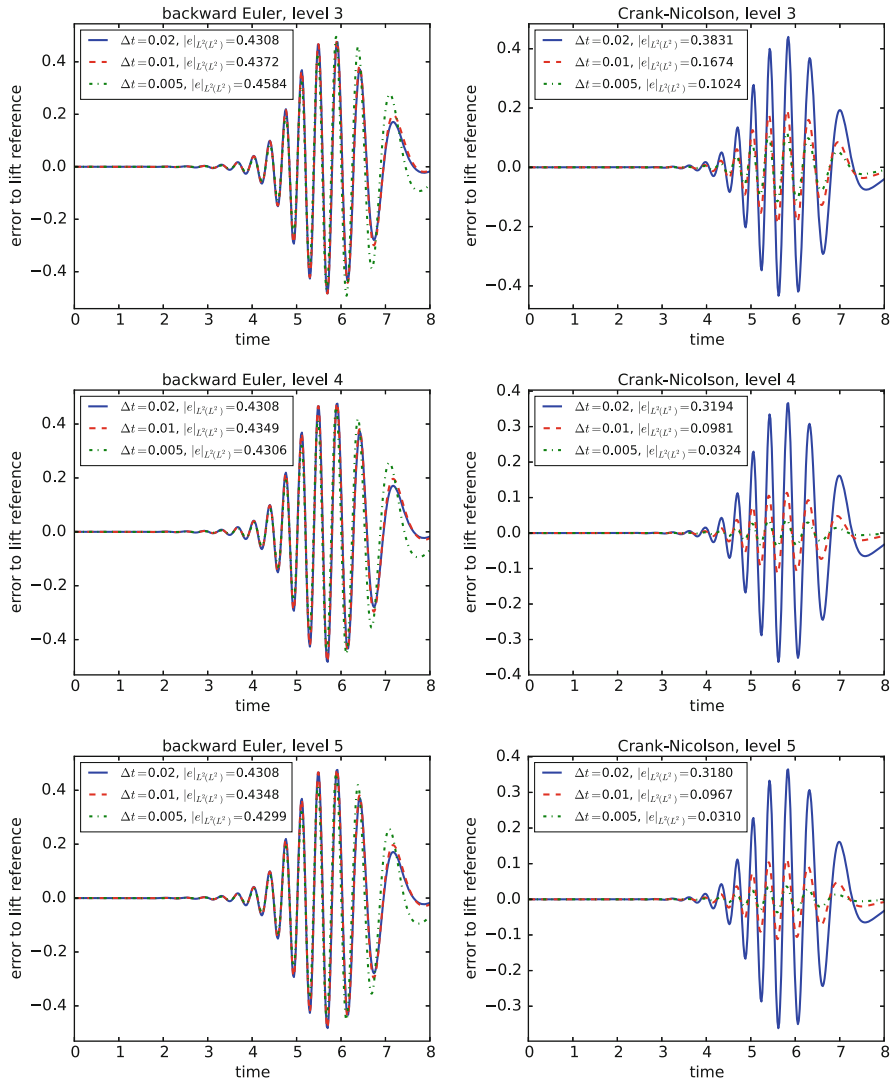 backward Euler, level 3
Δt=0.02, |e|L²(L²)=0.4308
Δt=0.01, |e|L²(L²)=0.4372
Δt=0.005, |e|L²(L²)=0.4584
error to lift reference
0.4
0.2
0.0
−0.2
−0.4
0 1 2 3 4 5 6 7 8
time
Crank-Nicolson, level 3
Δt=0.02, |e|L²(L²)=0.3831
Δt=0.01, |e|L²(L²)=0.1674
Δt=0.005, |e|L²(L²)=0.1024
error to lift reference
0.4
0.2
0.0
−0.2
−0.4
0 1 2 3 4 5 6 7 8
time
backward Euler, level 4
Δt=0.02, |e|L²(L²)=0.4308
Δt=0.01, |e|L²(L²)=0.4349
Δt=0.005, |e|L²(L²)=0.4306
error to lift reference
0.4
0.2
0.0
−0.2
−0.4
0 1 2 3 4 5 6 7 8
time
Crank-Nicolson, level 4
Δt=0.02, |e|L²(L²)=0.3194
Δt=0.01, |e|L²(L²)=0.0981
Δt=0.005, |e|L²(L²)=0.0324
error to lift reference
0.4
0.3
0.2
0.1
0.0
−0.1
−0.2
−0.3
−0.4
0 1 2 3 4 5 6 7 8
time
backward Euler, level 5
Δt=0.02, |e|L²(L²)=0.4308
Δt=0.01, |e|L²(L²)=0.4348
Δt=0.005, |e|L²(L²)=0.4299
error to lift reference
0.4
0.2
0.0
−0.2
−0.4
0 1 2 3 4 5 6 7 8
time
Crank-Nicolson, level 5
Δt=0.02, |e|L²(L²)=0.3180
Δt=0.01, |e|L²(L²)=0.0967
Δt=0.005, |e|L²(L²)=0.0310
error to lift reference
0.4
0.3
0.2
0.1
0.0
−0.1
−0.2
−0.3
0 1 2 3 4 5 6 7 8
time